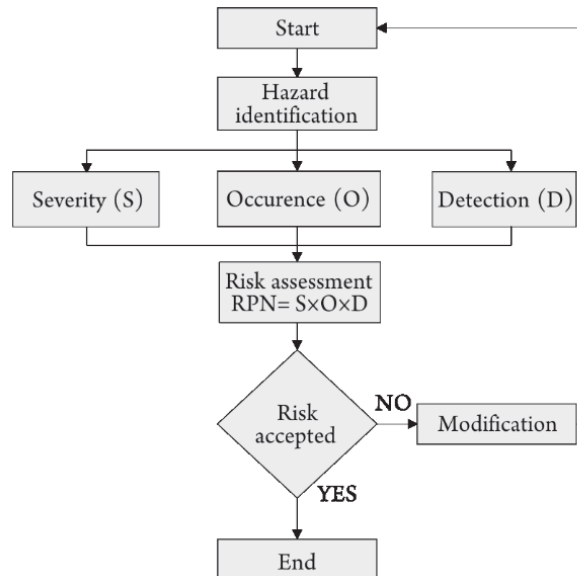 Start
Hazard
identification
Severity (S)
Occurence (O)
Detection (D)
Risk assessment
RPN= S×O×D
Risk
accepted
NO
Modification
YES
End